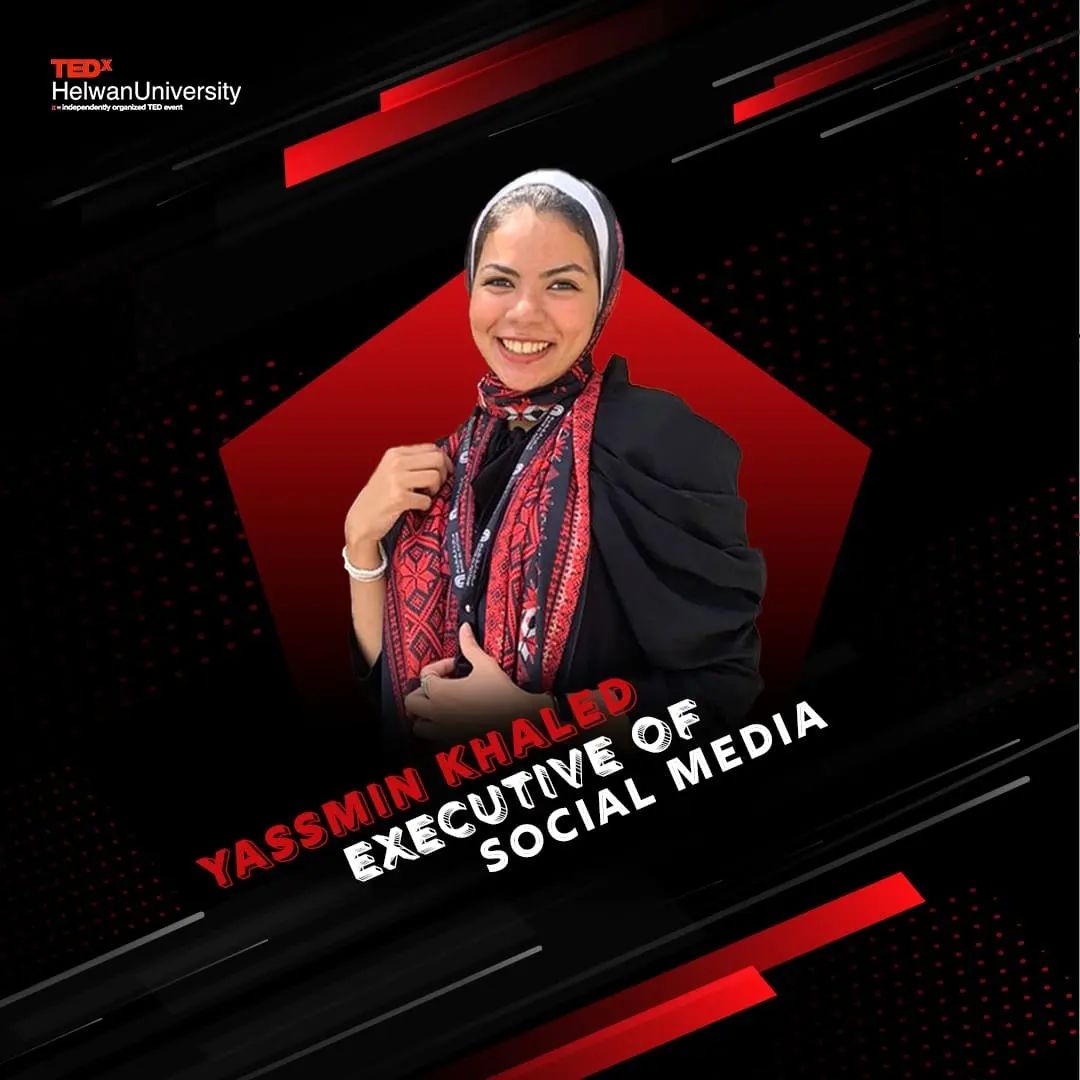 TEDx
HelwanUniversity
x = independently organized TED event
YASSMIN KHALED
EXECUTIVE OF
SOCIAL MEDIA